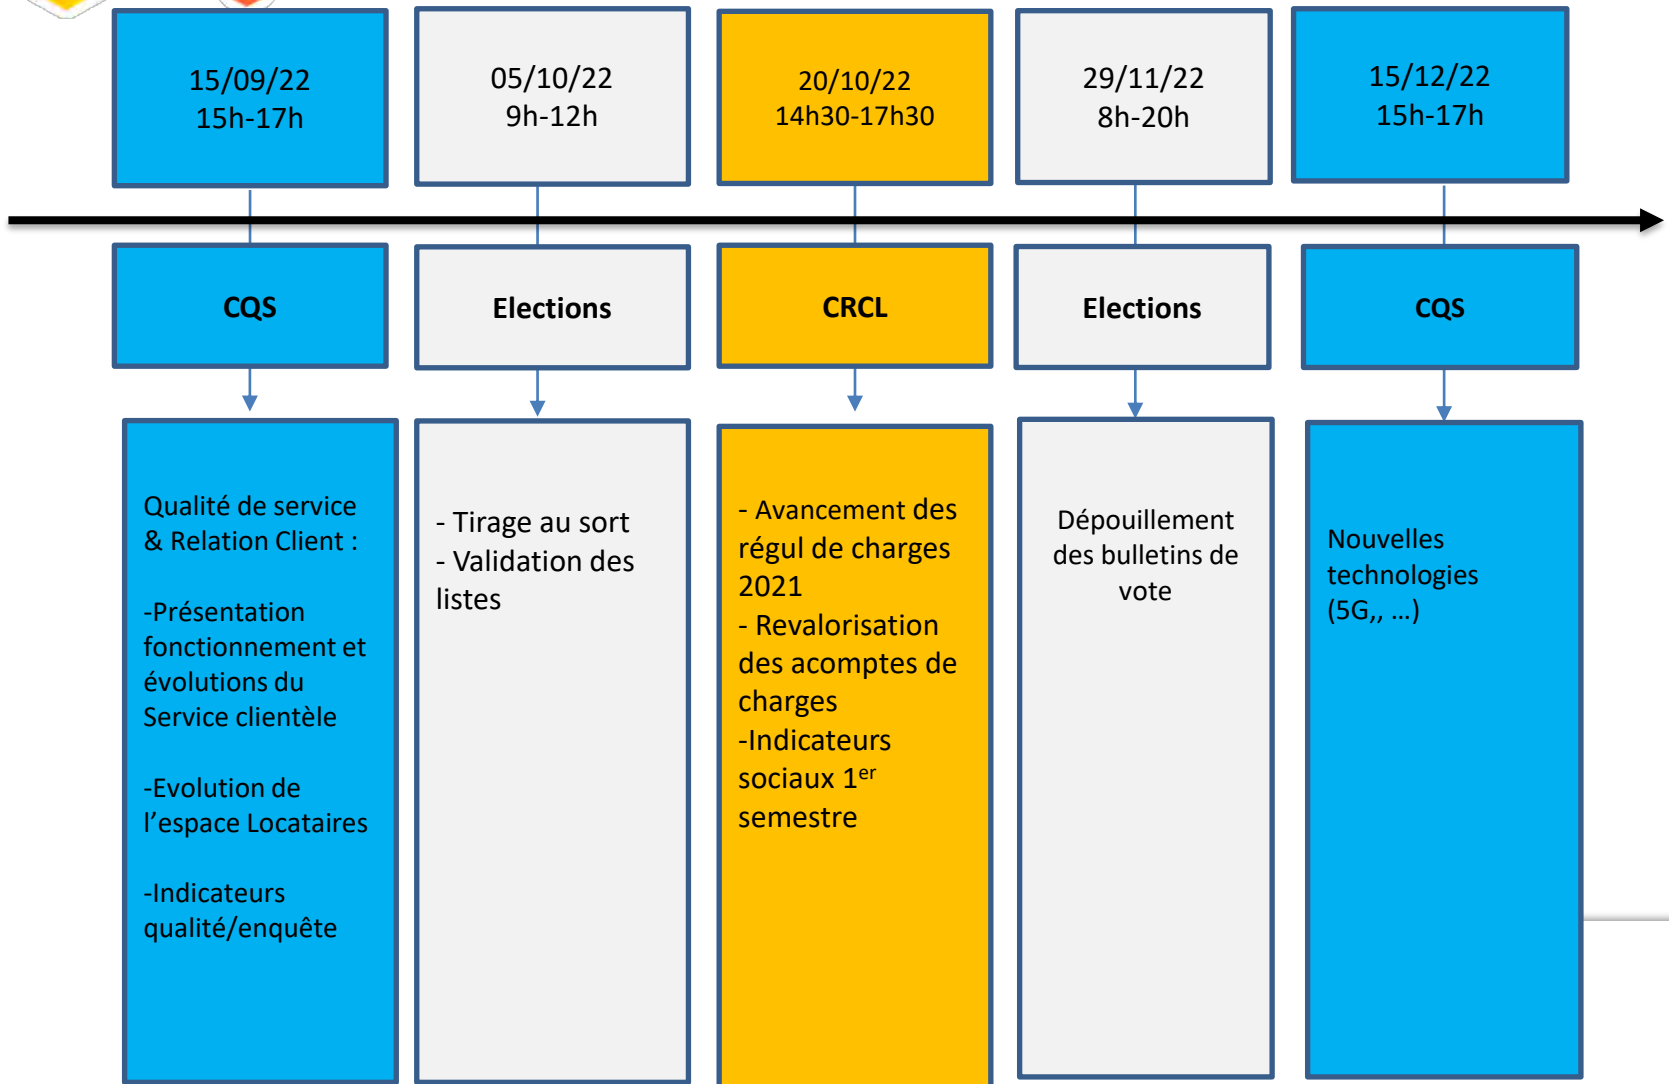 15/09/22
15h-17h
05/10/22
9h-12h
20/10/22
14h30-17h30
29/11/22
8h-20h
15/12/22
15h-17h
CQS
Elections
CRCL
Elections
CQS
Qualité de service
& Relation Client :
-Présentation
fonctionnement et
évolutions du
Service clientèle
-Evolution de
l’espace Locataires
-Indicateurs
qualité/enquête
- Tirage au sort
- Validation des
listes
- Avancement des
régul de charges
2021
- Revalorisation
des acomptes de
charges
-Indicateurs
sociaux 1er
semestre
Dépouillement
des bulletins de
vote
Nouvelles
technologies
(5G,, …)